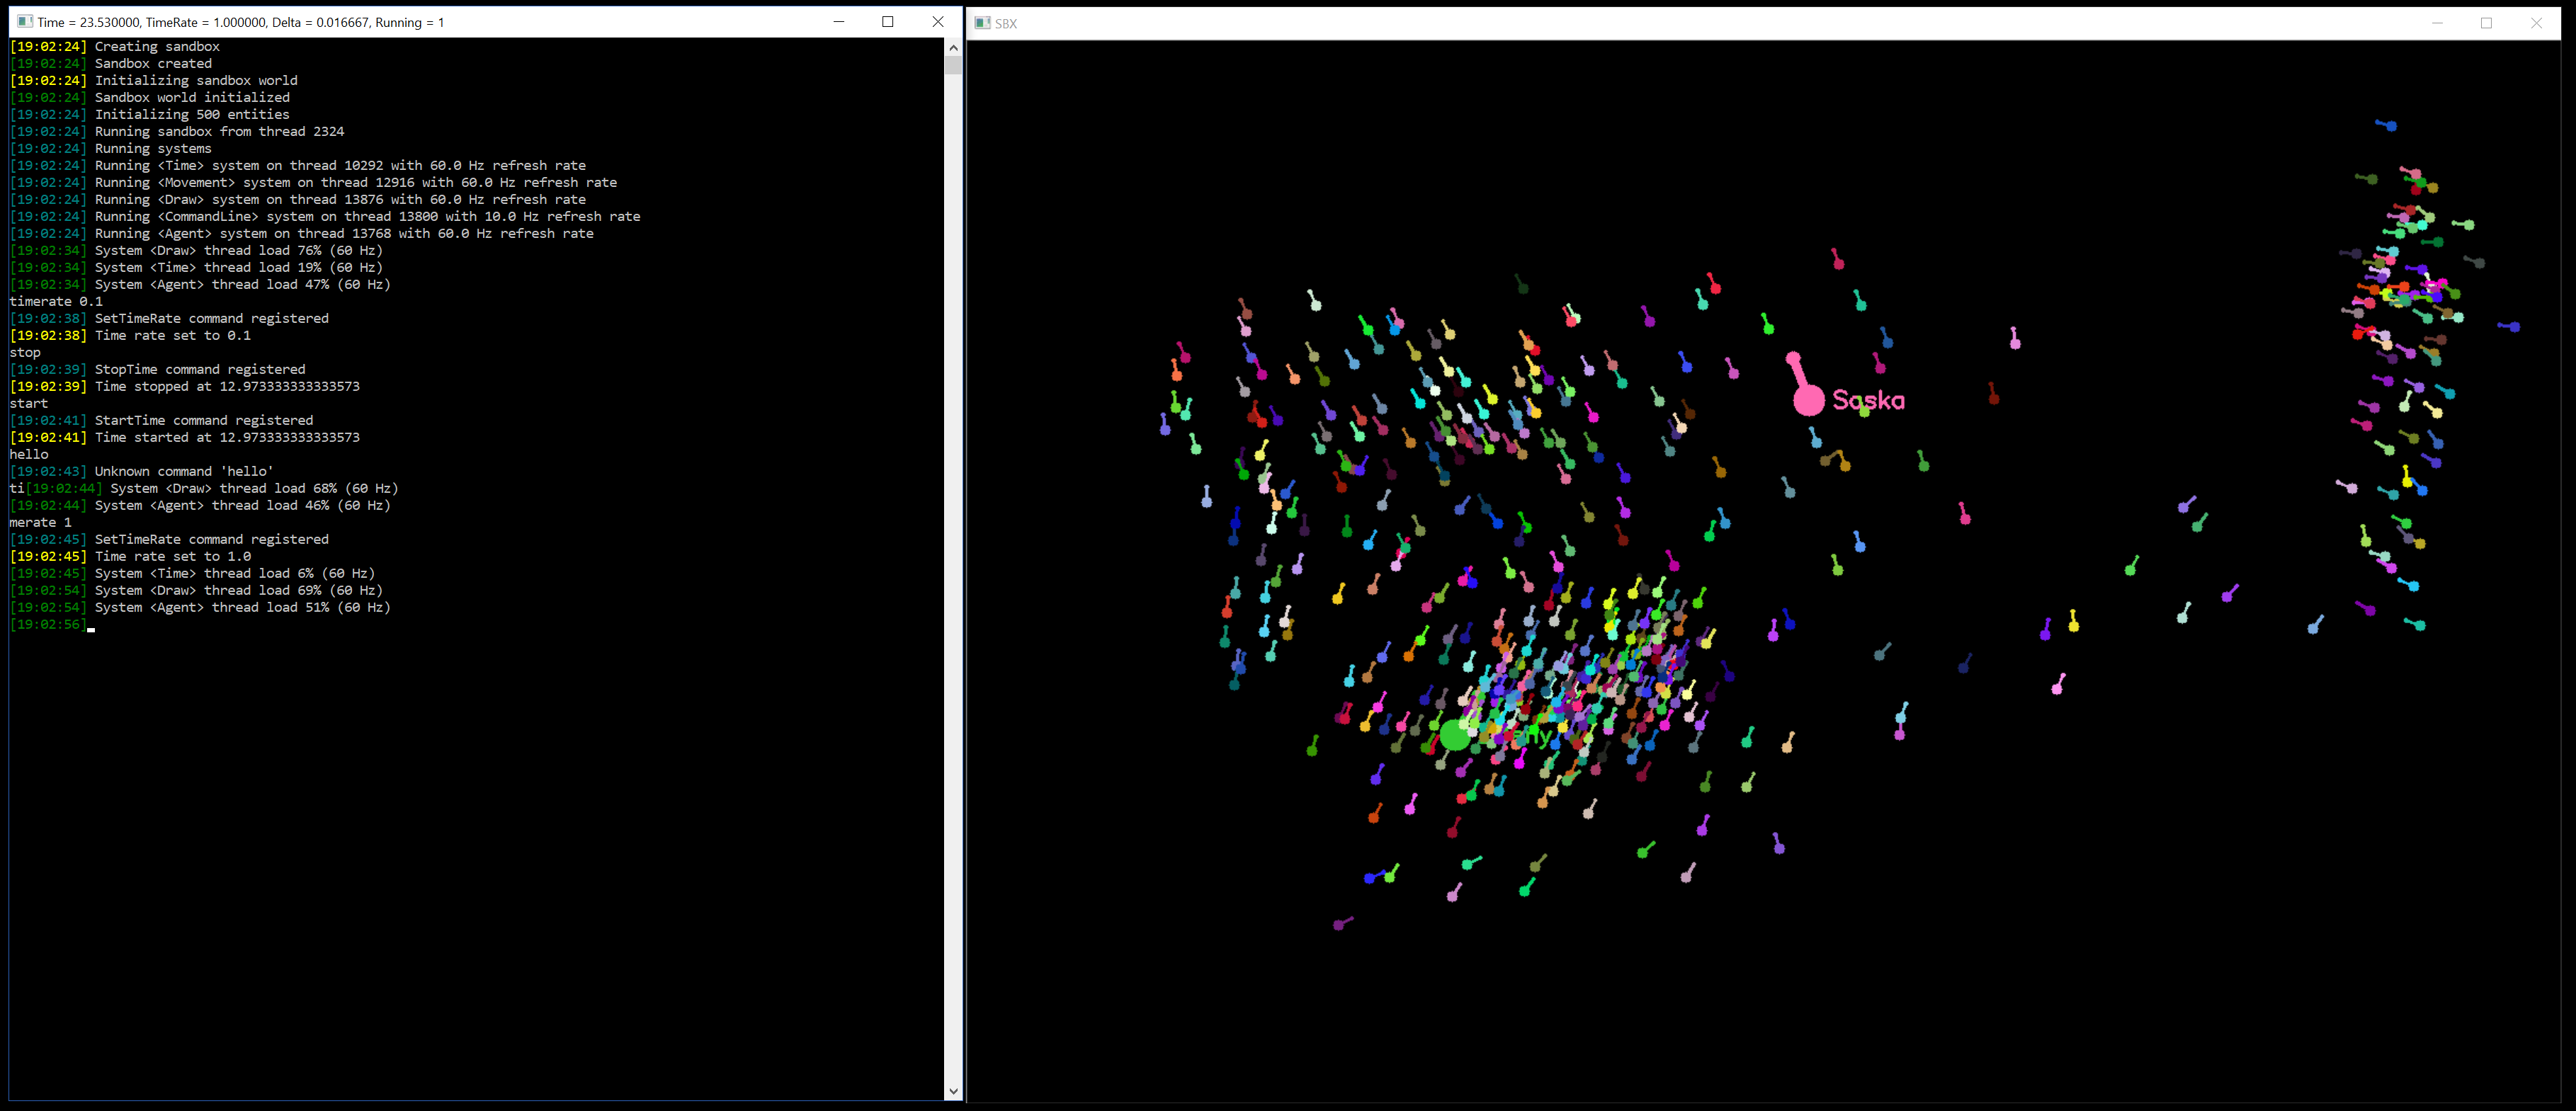 Time = 23.530000, TimeRate = 1.000000, Delta = 0.016667, Running = 1
[19:02:24] Creating sandbox
[19:02:24] Sandbox created
[19:02:24] Initializing sandbox world
[19:02:24] Sandbox world initialized
[19:02:24] Initializing 500 entities
[19:02:24] Running sandbox from thread 2324
[19:02:24] Running systems
[19:02:24] Running <Time> system on thread 10292 with 60.0 Hz refresh rate
[19:02:24] Running <Movement> system on thread 12916 with 60.0 Hz refresh rate
[19:02:24] Running <Draw> system on thread 13876 with 60.0 Hz refresh rate
[19:02:24] Running <CommandLine> system on thread 13800 with 10.0 Hz refresh rate
[19:02:24] Running <Agent> system on thread 13768 with 60.0 Hz refresh rate
[19:02:34] System <Draw> thread load 76% (60 Hz)
[19:02:34] System <Time> thread load 19% (60 Hz)
[19:02:34] System <Agent> thread load 47% (60 Hz)
timerate 0.1
[19:02:38] SetTimeRate command registered
[19:02:38] Time rate set to 0.1
stop
[19:02:39] StopTime command registered
[19:02:39] Time stopped at 12.973333333333573
start
[19:02:41] StartTime command registered
[19:02:41] Time started at 12.973333333333573
hello
[19:02:43] Unknown command 'hello'
ti[19:02:44] System <Draw> thread load 68% (60 Hz)
[19:02:44] System <Agent> thread load 46% (60 Hz)
merate 1
[19:02:45] SetTimeRate command registered
[19:02:45] Time rate set to 1.0
[19:02:45] System <Time> thread load 6% (60 Hz)
[19:02:54] System <Draw> thread load 69% (60 Hz)
[19:02:54] System <Agent> thread load 51% (60 Hz)
[19:02:56]
SBX
Saska